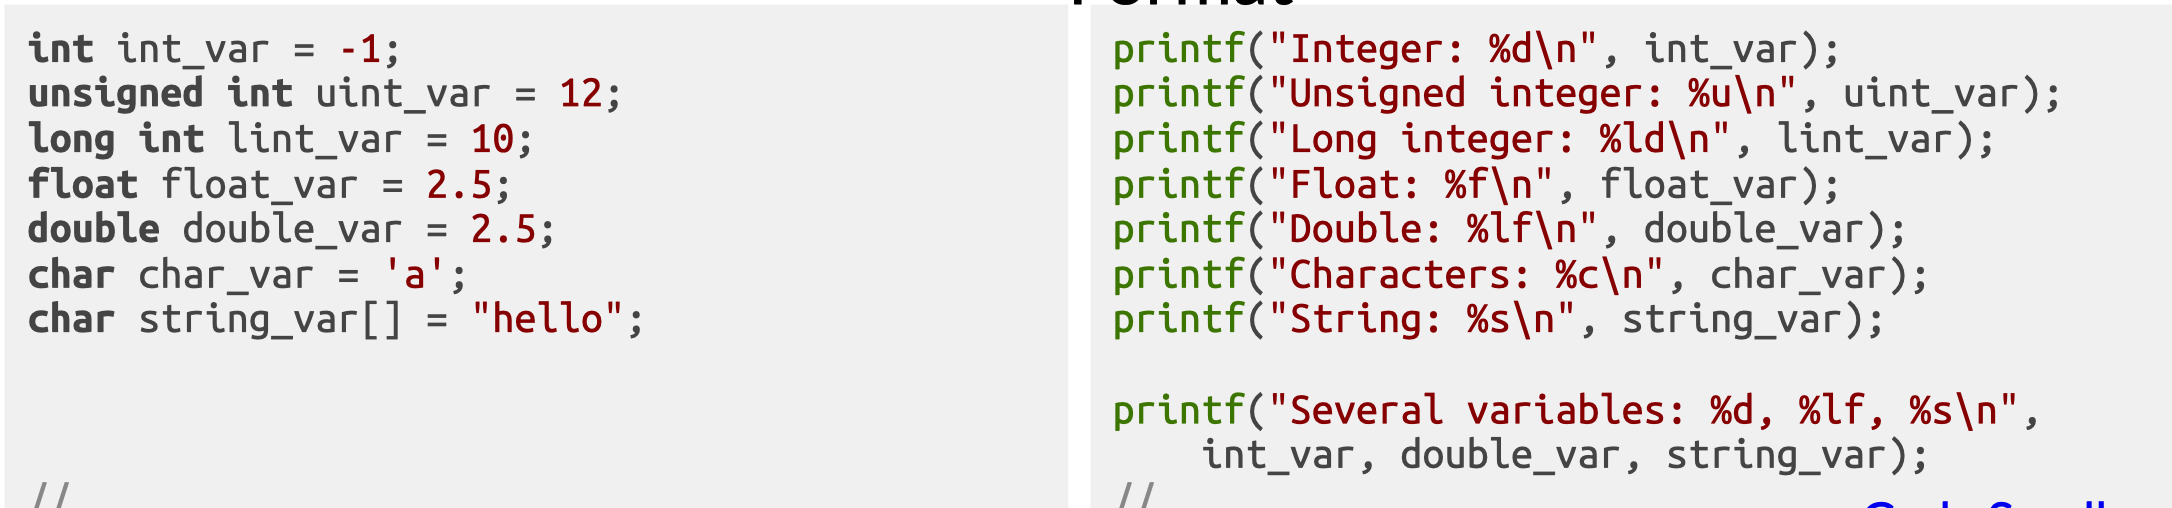 Format
int int_var = -1;
unsigned int uint_var = 12;
long int lint_var = 10;
float float_var = 2.5;
double double_var = 2.5;
char char_var = 'a';
char string_var[] = "hello";
//
printf("Integer: %d\n", int_var);
printf("Unsigned integer: %u\n", uint_var);
printf("Long integer: %ld\n", lint_var);
printf("Float: %f\n", float_var);
printf("Double: %lf\n", double_var);
printf("Characters: %c\n", char_var);
printf("String: %s\n", string_var);
printf("Several variables: %d, %lf, %s\n",
int_var, double_var, string_var);
//